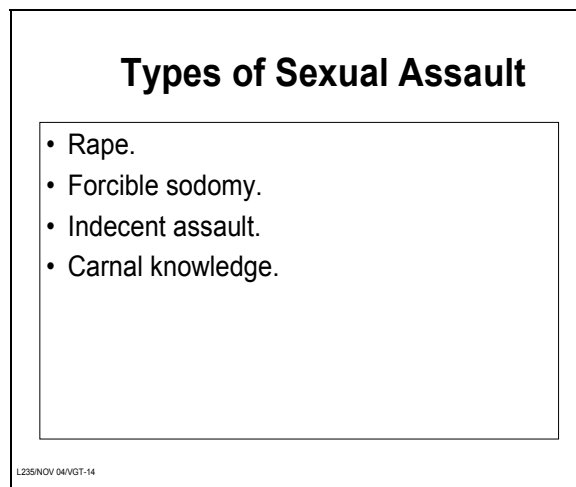 Types of Sexual Assault
• Rape.
• Forcible sodomy.
• Indecent assault.
• Carnal knowledge.
L235/NOV 04/VGT-14